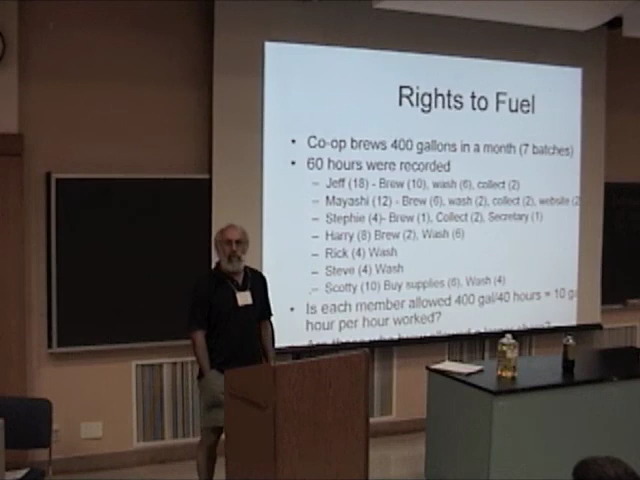 Rights to Fuel
• Co-op brews 400 gallons in a month (7 batches)
• 60 hours were recorded
– Jeff (18) - Brew (10), wash (6), collect (2)
– Mayashi (12) - Brew (6), wash (2), collect (2), website (2
– Stephie (4)- Brew (1), Collect (2), Secretary (1)
– Harry (8) Brew (2), Wash (6)
– Rick (4) Wash
– Steve (4) Wash
– Scotty (10) Buy supplies (6), Wash (4)
• Is each member allowed 400 gal/40 hours = 10 ga
hour per hour worked?